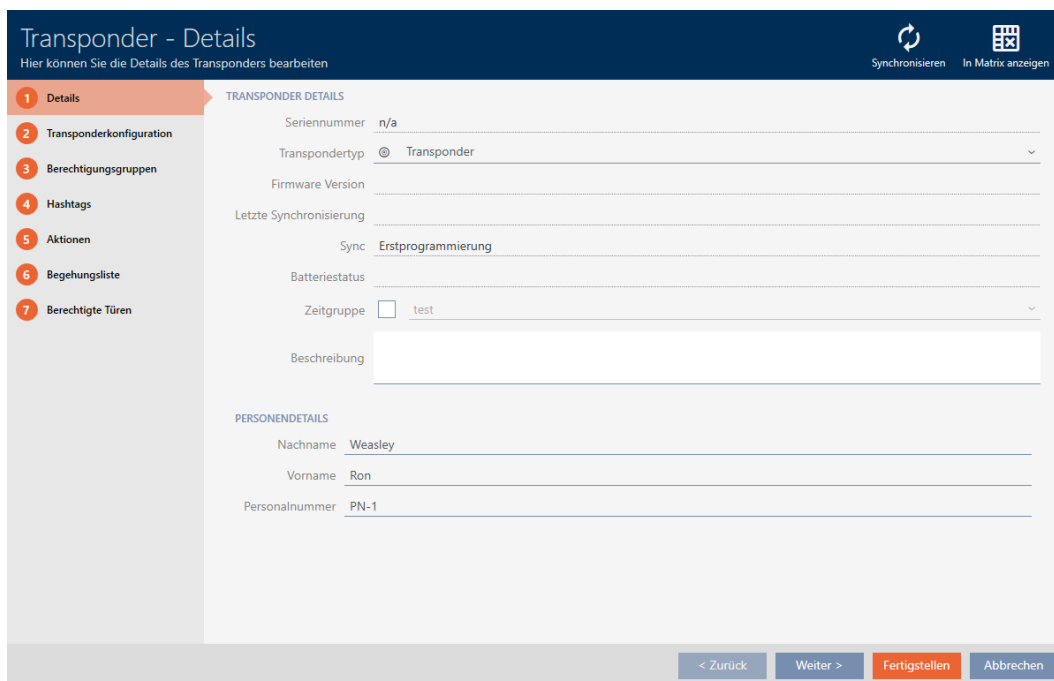 Transponder - Details
Hier können Sie die Details des Transponders bearbeiten
Synchronisieren In Matrix anzeigen
1 Details
2 Transponderkonfiguration
3 Berechtigungsgruppen
4 Hashtags
5 Aktionen
6 Begehungsliste
7 Berechtigte Türen
TRANSPONDER DETAILS
Seriennummer n/a
Transpondertyp Transponder
Firmware Version
Letzte Synchronisierung
Sync Erstprogrammierung
Batteriestatus
Zeitgruppe test
Beschreibung
PERSONENDETAILS
Nachname Weasley
Vorname Ron
Personalnummer PN-1
< Zurück Weiter > Fertigstellen Abbrechen